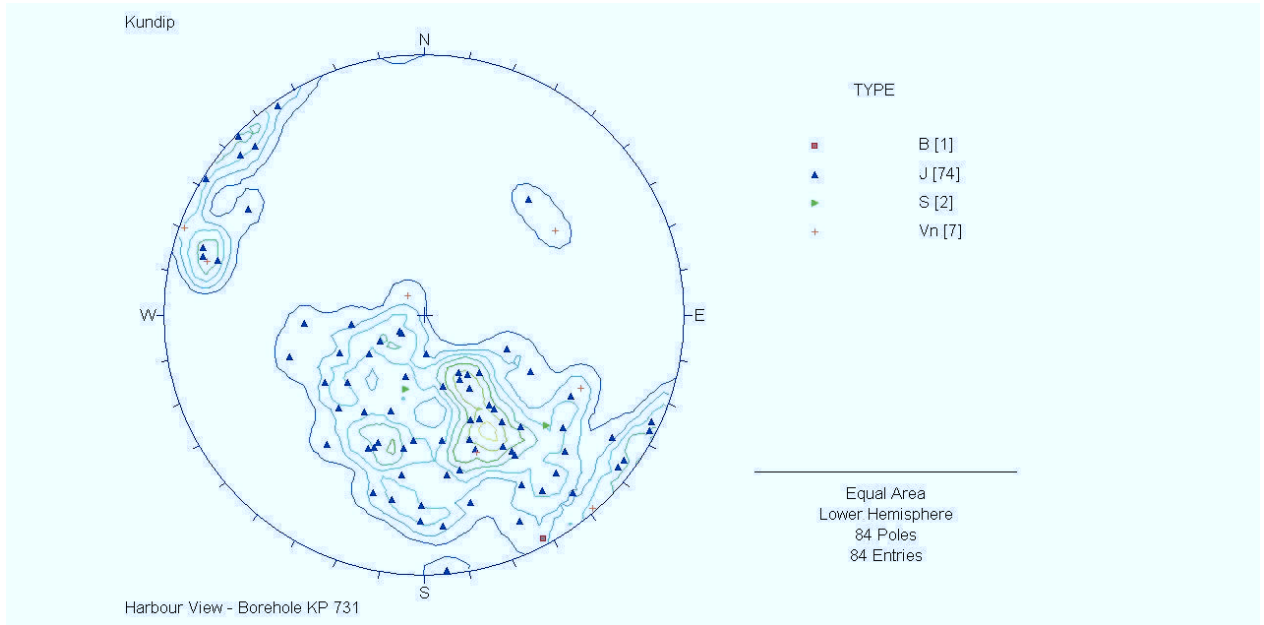 Kundip
N
TYPE
B [1]
J [74]
S [2]
Vn [7]
W
E
Equal Area
Lower Hemisphere
84 Poles
84 Entries
S
Harbour View - Borehole KP 731